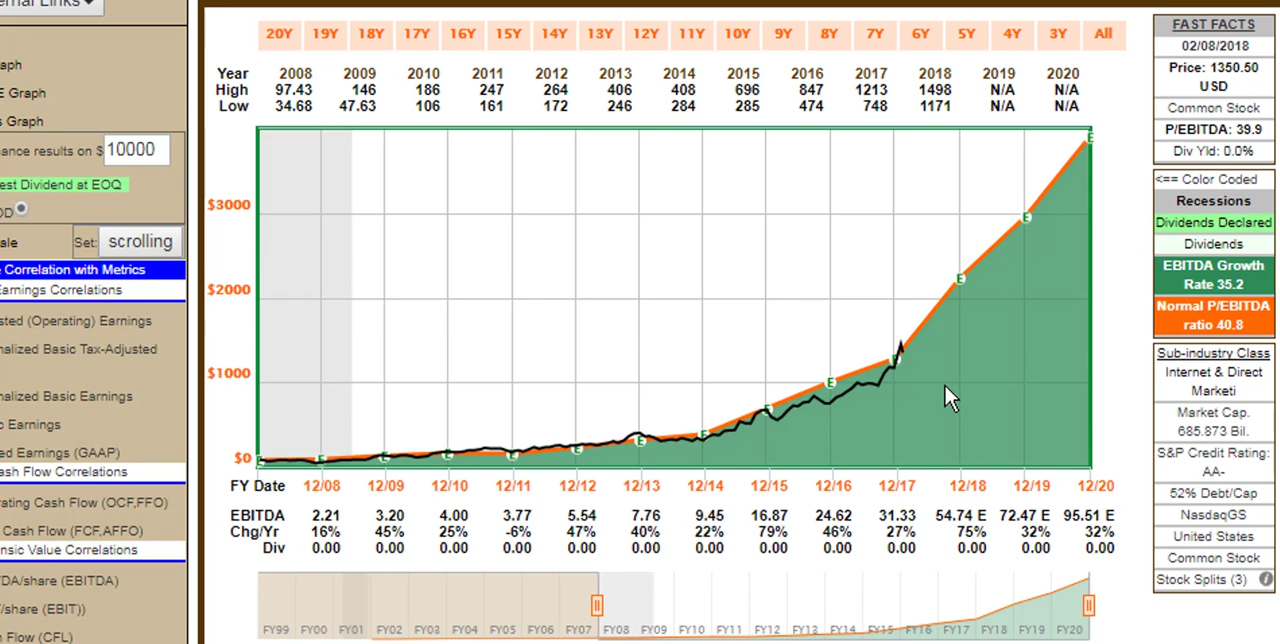 ernal Links
aph
E Graph
s Graph
ance results on $ 10000
est Dividend at EOQ
OD
ale Set: scrolling
e Correlation with Metrics
Earnings Correlations
sted (Operating) Earnings
nalized Basic Tax-Adjusted
nalized Basic Earnings
c Earnings
ed Earnings (GAAP)
ash Flow Correlations
rating Cash Flow (OCF,FFO)
Cash Flow (FCF,AFFO)
nsic Value Correlations
DA/share (EBITDA)
/share (EBIT))
h Flow (CFL)
20Y 19Y 18Y 17Y 16Y 15Y 14Y 13Y 12Y 11Y 10Y 9Y 8Y 7Y 6Y 5Y 4Y 3Y All
Year 2008 2009 2010 2011 2012 2013 2014 2015 2016 2017 2018 2019 2020
High 97.43 146 186 247 264 406 408 696 847 1213 1498 N/A N/A
Low 34.68 47.63 106 161 172 246 284 285 474 748 1171 N/A N/A
$3000
$2000
$1000
$0
E E E E E E E E E E E E E E
FY Date 12/08 12/09 12/10 12/11 12/12 12/13 12/14 12/15 12/16 12/17 12/18 12/19 12/20
EBITDA 2.21 3.20 4.00 3.77 5.54 7.76 9.45 16.87 24.62 31.33 54.74 E 72.47 E 95.51 E
Chg/Yr 16% 45% 25% -6% 47% 40% 22% 79% 46% 27% 75% 32% 32%
Div 0.00 0.00 0.00 0.00 0.00 0.00 0.00 0.00 0.00 0.00 0.00 0.00 0.00
FY99 FY00 FY01 FY02 FY03 FY04 FY05 FY06 FY07 FY08 FY09 FY10 FY11 FY12 FY13 FY14 FY15 FY16 FY17 FY18 FY19 FY20
FAST FACTS
02/08/2018
Price: 1350.50
USD
Common Stock
P/EBITDA: 39.9
Div Yld: 0.0%
<== Color Coded
Recessions
Dividends Declared
Dividends
EBITDA Growth
Rate 35.2
Normal P/EBITDA
ratio 40.8
Sub-industry Class
Internet & Direct
Marketi
Market Cap.
685.873 Bil.
S&P Credit Rating:
AA-
52% Debt/Cap
NasdaqGS
United States
Common Stock
Stock Splits (3) i